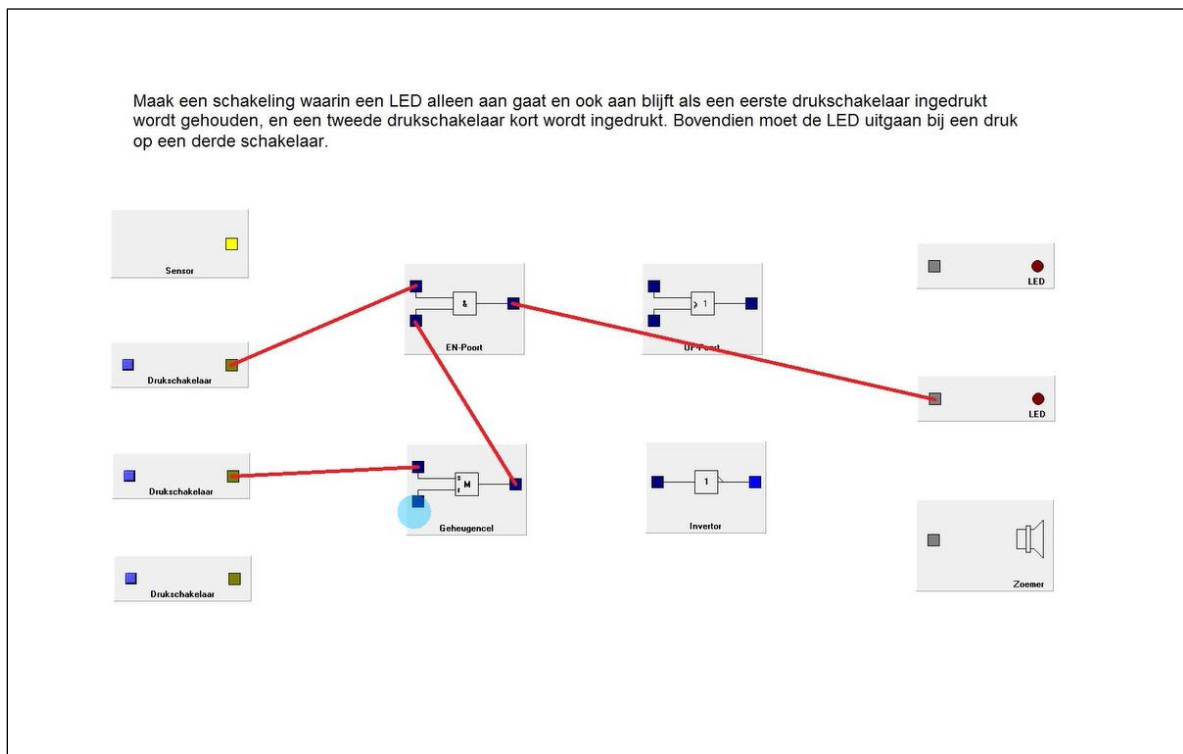 Maak een schakeling waarin een LED alleen aan gaat en ook aan blijft als een eerste drukschakelaar ingedrukt
wordt gehouden, en een tweede drukschakelaar kort wordt ingedrukt. Bovendien moet de LED uitgaan bij een druk
op een derde schakelaar.
Sensor
&
EN-Poort
1
OF-Poort
LED
Drukschakelaar
LED
Drukschakelaar
s
r
M
Geheugencel
1
Invertor
Drukschakelaar
Zoemer